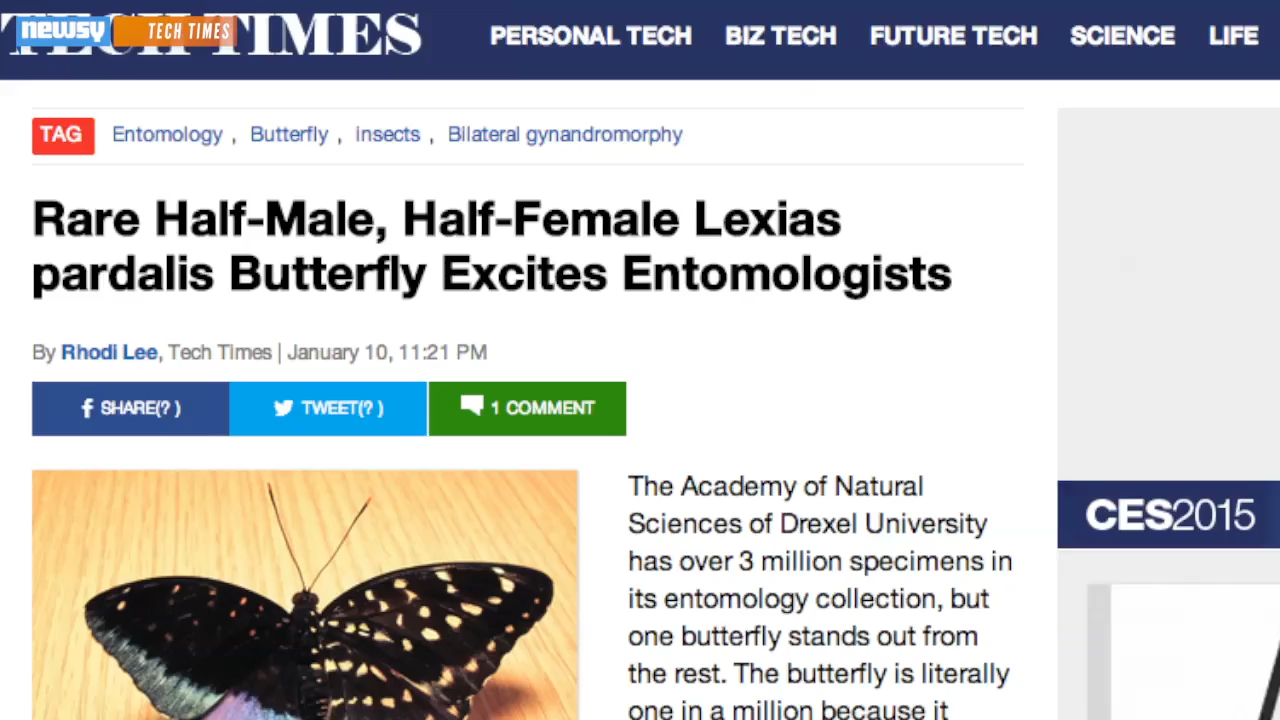 newsy TECH TIMES
TECH TIMES
PERSONAL TECH BIZ TECH FUTURE TECH SCIENCE LIFE
TAG Entomology , Butterfly , insects , Bilateral gynandromorphy
Rare Half-Male, Half-Female Lexias
pardalis Butterfly Excites Entomologists
By Rhodi Lee, Tech Times | January 10, 11:21 PM
f SHARE(? ) TWEET(? ) 1 COMMENT
The Academy of Natural
Sciences of Drexel University
has over 3 million specimens in
its entomology collection, but
one butterfly stands out from
the rest. The butterfly is literally
one in a million because it
CES2015